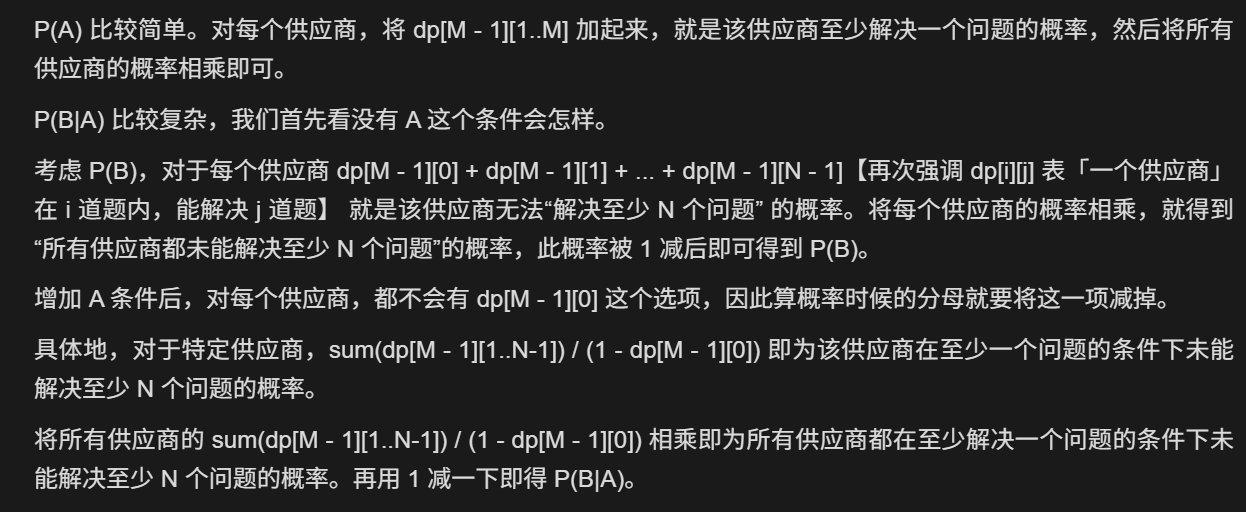 P(A) 比较简单。对每个供应商，将 dp[M - 1][1..M] 加起来，就是该供应商至少解决一个问题的概率，然后将所有
供应商的概率相乘即可。
P(B|A) 比较复杂，我们首先看没有 A 这个条件会怎样。
考虑 P(B)，对于每个供应商 dp[M - 1][0] + dp[M - 1][1] + ... + dp[M - 1][N - 1]【再次强调 dp[i][j] 表「一个供应商」
在 i 道题内，能解决 j 道题】 就是该供应商无法“解决至少 N 个问题” 的概率。将每个供应商的概率相乘，就得到
“所有供应商都未能解决至少 N 个问题”的概率，此概率被 1 减后即可得到 P(B)。
增加 A 条件后，对每个供应商，都不会有 dp[M - 1][0] 这个选项，因此算概率时候的分母就要将这一项减掉。
具体地，对于特定供应商，sum(dp[M - 1][1..N-1]) / (1 - dp[M - 1][0]) 即为该供应商在至少一个问题的条件下未能
解决至少 N 个问题的概率。
将所有供应商的 sum(dp[M - 1][1..N-1]) / (1 - dp[M - 1][0]) 相乘即为所有供应商都在至少解决一个问题的条件下未
能解决至少 N 个问题的概率。再用 1 减一下即得 P(B|A)。